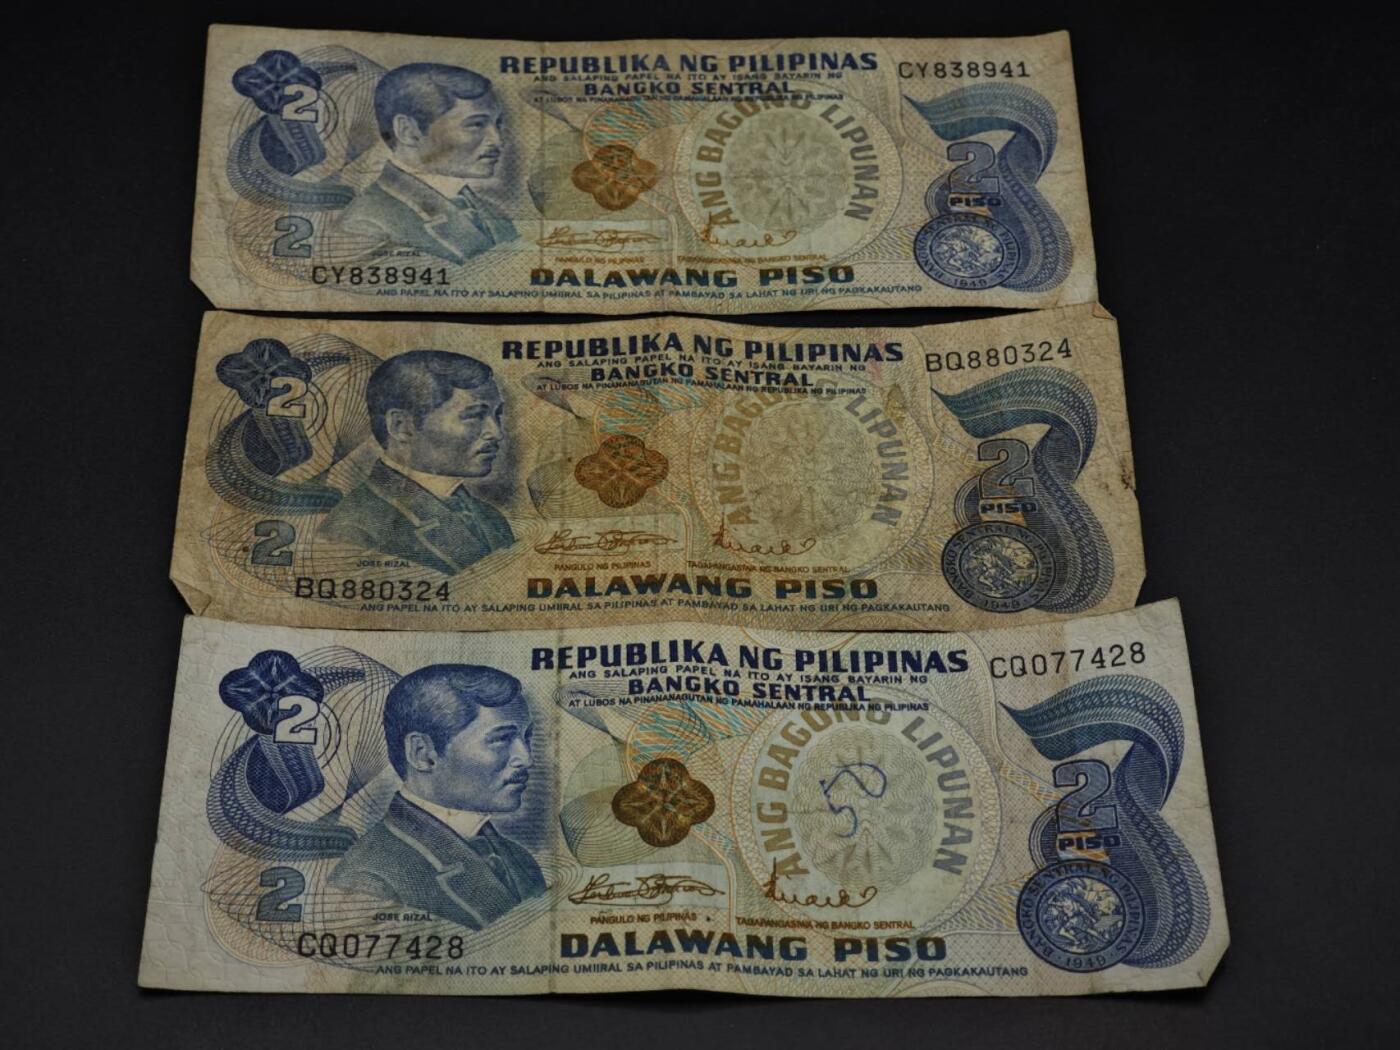 REPUBLIKA NG PILIPINAS
CY838941
ANG SALAPING PAPEL NA ITO AY ISANG BAYARIN NG
BANGKO SENTRAL
AT LUBOS NA PINANANAGUTAN NG PAMAHALAAN NG REPUBLIKA NG PILIPINAS
2
ANG BAGONG LIPUNAN
2
PISO
2
JOSE RIZAL
PANGULO NG PILIPINAS
TAGAPANGASIWA NG BANGKO SENTRAL
BANGKO SENTRAL NG PILIPINAS
1949
CY838941
DALAWANG PISO
ANG PAPEL NA ITO AY SALAPING UMIIRAL SA PILIPINAS AT PAMBAYAD SA LAHAT NG URI NG PAGKAKAUTANG
REPUBLIKA NG PILIPINAS
BQ880324
ANG SALAPING PAPEL NA ITO AY ISANG BAYARIN NG
BANGKO SENTRAL
AT LUBOS NA PINANANAGUTAN NG PAMAHALAAN NG REPUBLIKA NG PILIPINAS
2
ANG BAGONG LIPUNAN
2
PISO
2
JOSE RIZAL
PANGULO NG PILIPINAS
TAGAPANGASIWA NG BANGKO SENTRAL
BANGKO SENTRAL NG PILIPINAS
1949
BQ880324
DALAWANG PISO
ANG PAPEL NA ITO AY SALAPING UMIIRAL SA PILIPINAS AT PAMBAYAD SA LAHAT NG URI NG PAGKAKAUTANG
REPUBLIKA NG PILIPINAS
CQ077428
ANG SALAPING PAPEL NA ITO AY ISANG BAYARIN NG
BANGKO SENTRAL
AT LUBOS NA PINANANAGUTAN NG PAMAHALAAN NG REPUBLIKA NG PILIPINAS
2
ANG BAGONG LIPUNAN
50
2
PISO
2
JOSE RIZAL
PANGULO NG PILIPINAS
TAGAPANGASIWA NG BANGKO SENTRAL
BANGKO SENTRAL NG PILIPINAS
1949
CQ077428
DALAWANG PISO
ANG PAPEL NA ITO AY SALAPING UMIIRAL SA PILIPINAS AT PAMBAYAD SA LAHAT NG URI NG PAGKAKAUTANG